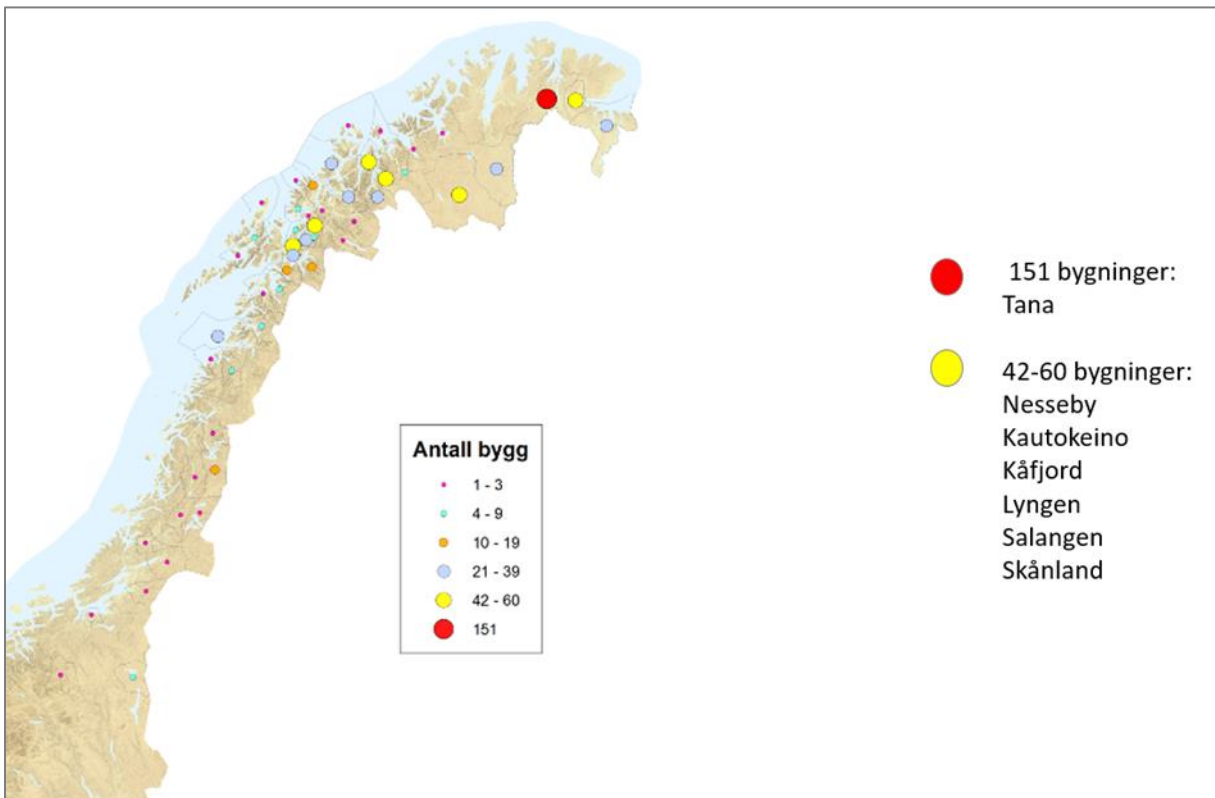 Antall bygg
1 - 3
4 - 9
10 - 19
21 - 39
42 - 60
151
151 bygninger:
Tana
42-60 bygninger:
Nesseby
Kautokeino
Kåfjord
Lyngen
Salangen
Skånland